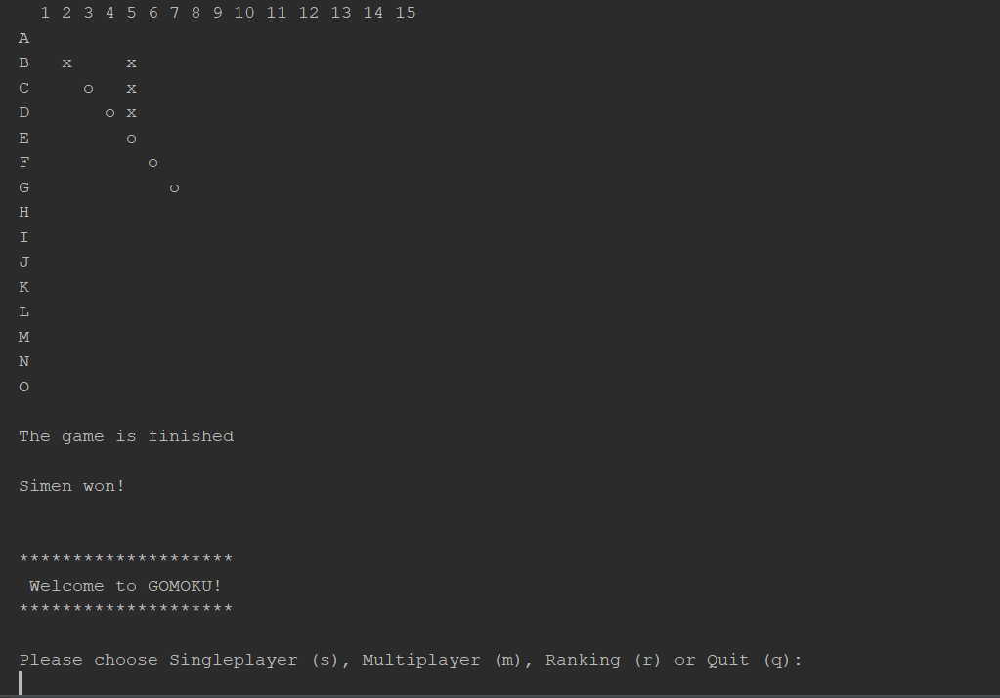 1 2 3 4 5 6 7 8 9 10 11 12 13 14 15
A
B   x     x
C     o   x
D       o x
E         o
F           o
G             o
H
I
J
K
L
M
N
O
The game is finished
Simen won!
********************
 Welcome to GOMOKU!
********************
Please choose Singleplayer (s), Multiplayer (m), Ranking (r) or Quit (q):